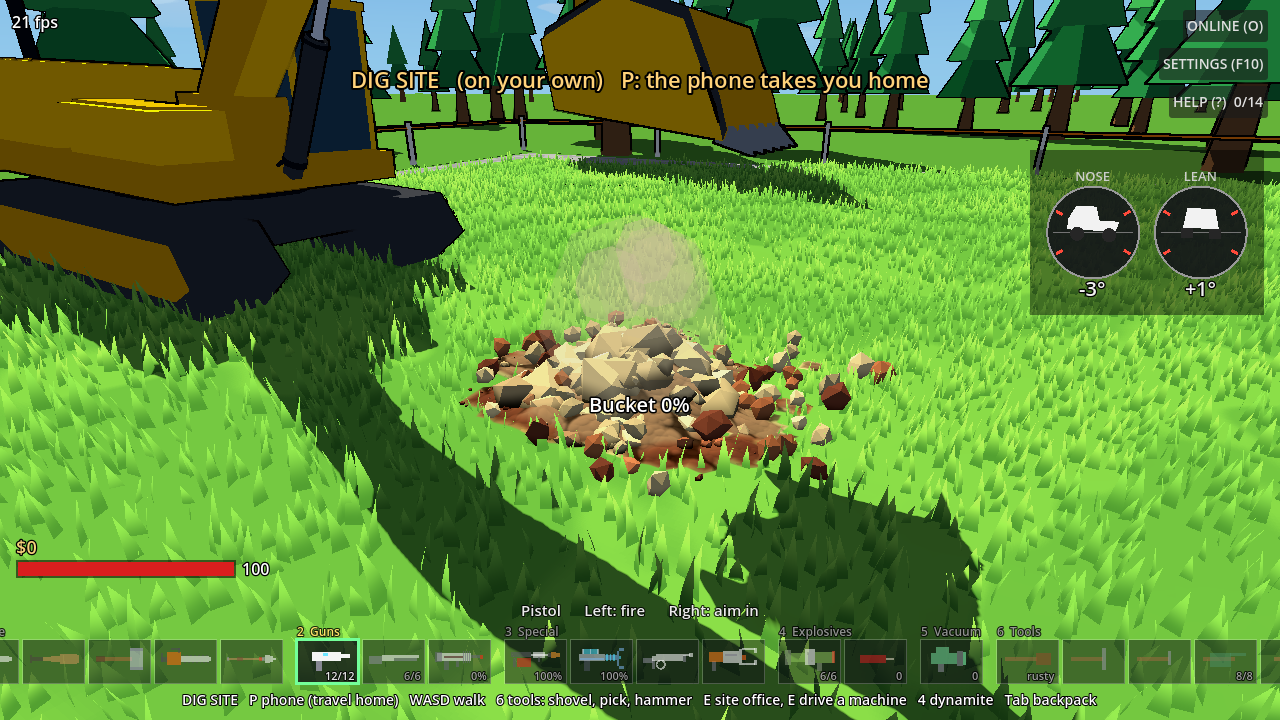 21 fps
ONLINE (O)
DIG SITE (on your own) P: the phone takes you home
SETTINGS (F10)
HELP (?) 0/14
NOSE LEAN
-3° +1°
Bucket 0%
$0
100
Pistol Left: fire Right: aim in
e 2 Guns 3 Special 4 Explosives 5 Vacuum 6 Tools
12/12 6/6 0% 100% 100% 6/6 0 0 rusty 8/8
DIG SITE P phone (travel home) WASD walk 6 tools: shovel, pick, hammer E site office, E drive a machine 4 dynamite Tab backpack